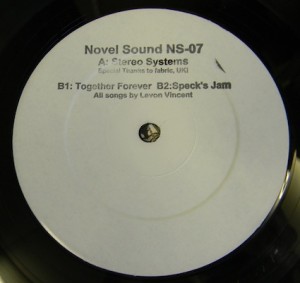 Novel Sound NS-07
A: Stereo Systems
Special Thanks to fabric, UK!
B1: Together Forever B2:Speck's Jam
All songs by Levon Vincent